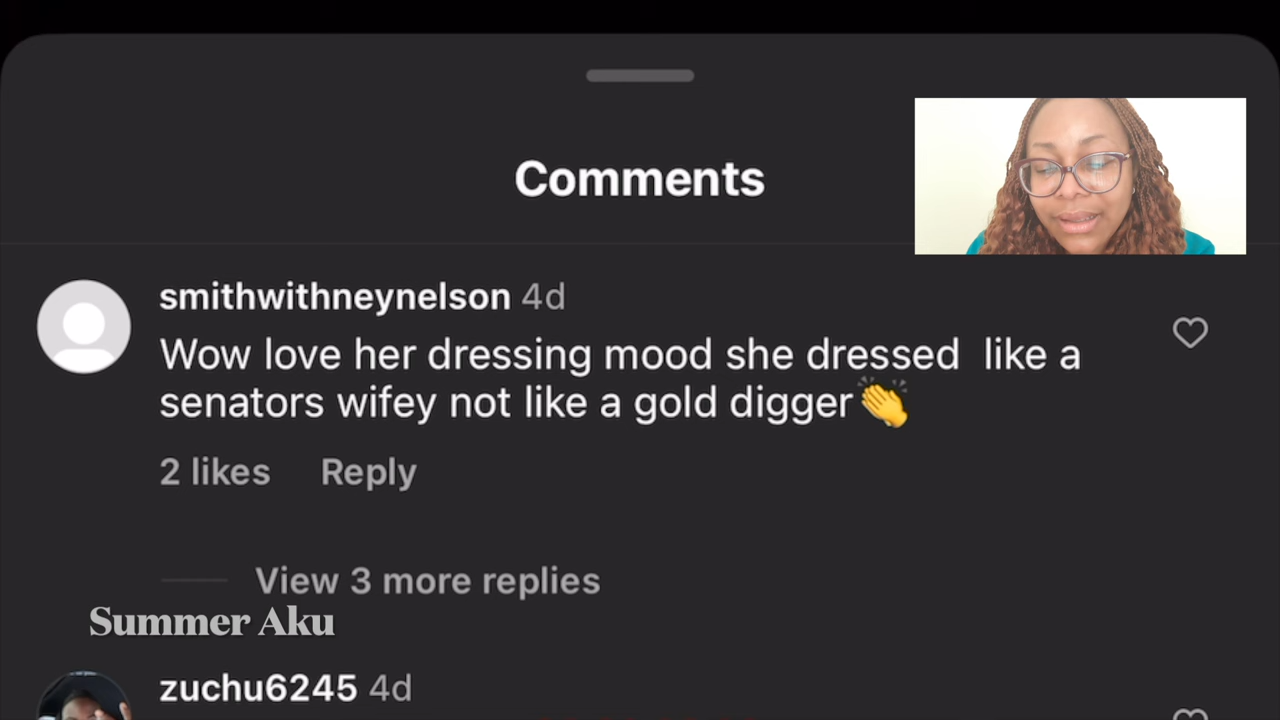 Comments
smithwithneynelson 4d
Wow love her dressing mood she dressed  like a
senators wifey not like a gold digger👏
2 likes Reply
View 3 more replies
Summer Aku
zuchu6245 4d